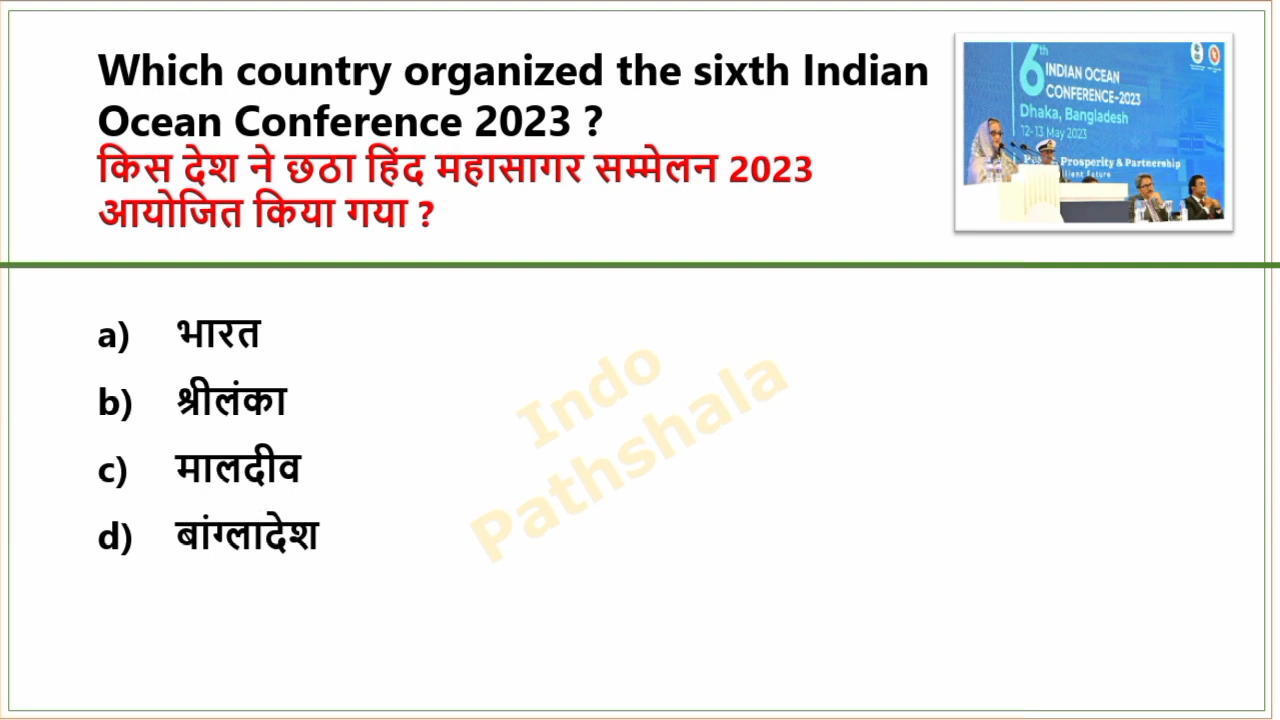 Which country organized the sixth Indian
Ocean Conference 2023 ?
किस देश ने छठा हिंद महासागर सम्मेलन 2023
आयोजित किया गया ?
6th
INDIAN OCEAN
CONFERENCE-2023
Dhaka, Bangladesh
12-13 May 2023
Prosperity & Partnership
Future
a) भारत
b) श्रीलंका
c) मालदीव
d) बांग्लादेश
Indo
Pathshala